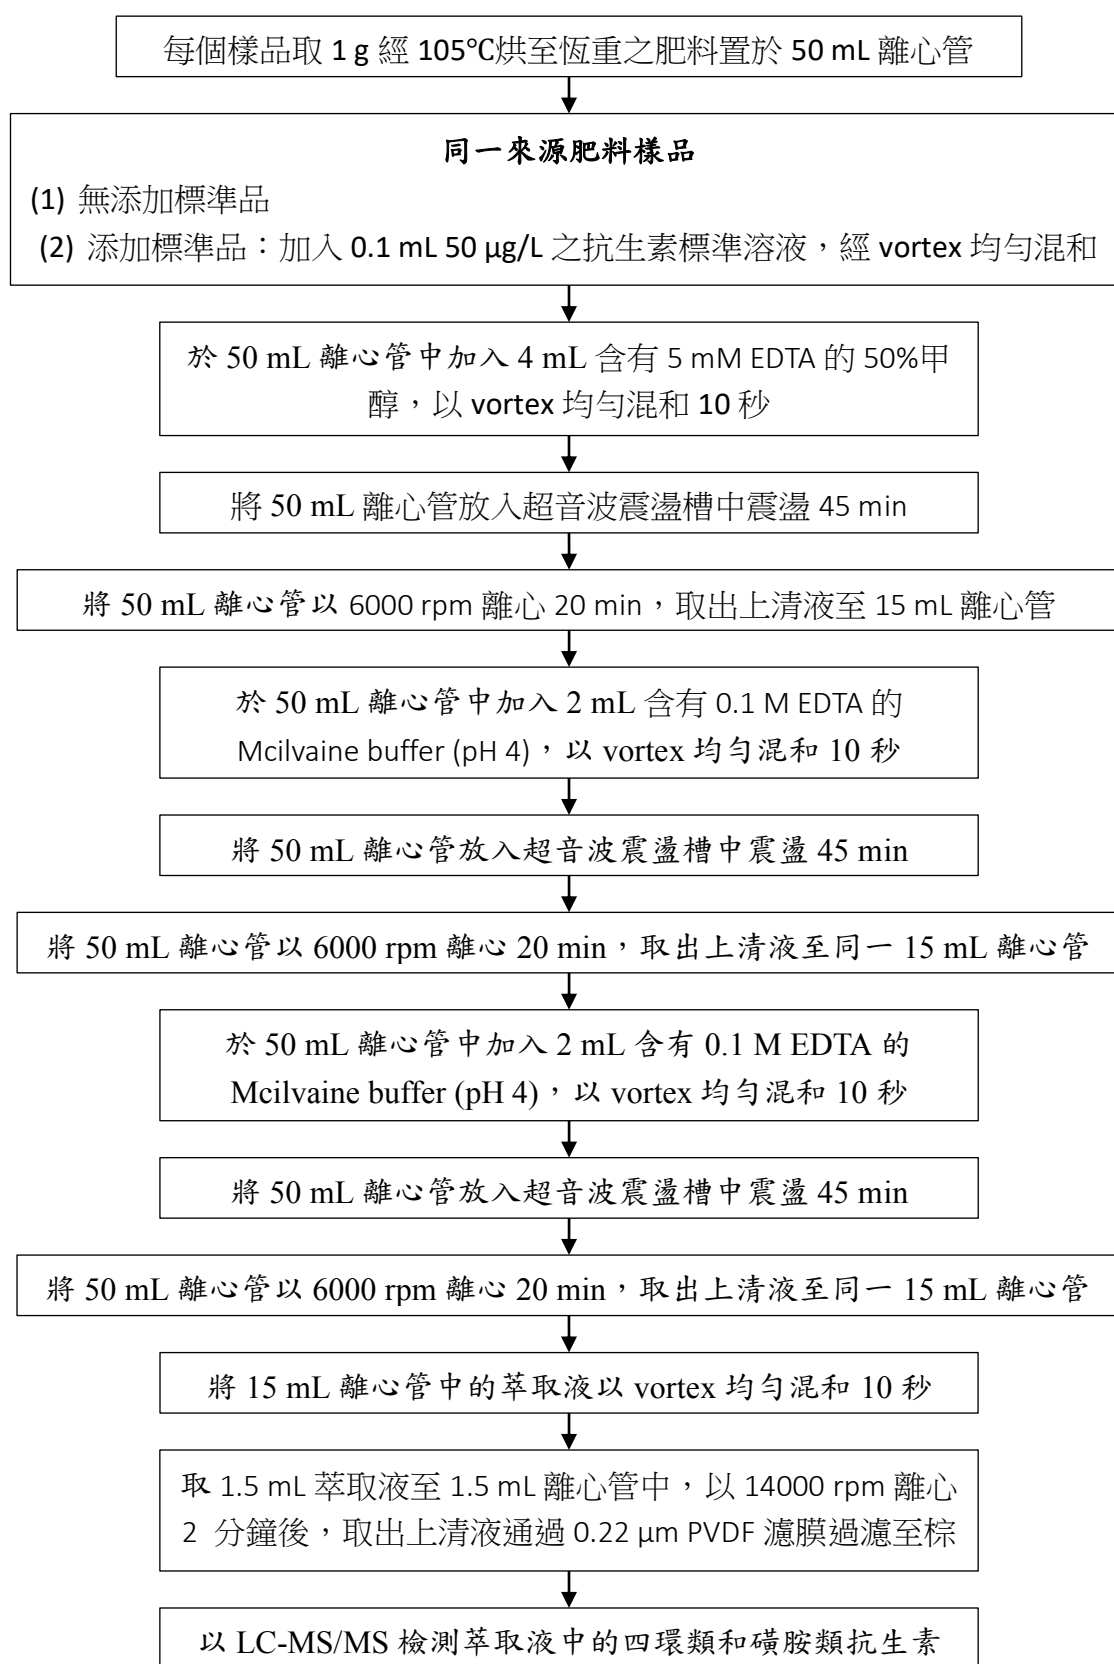 每個樣品取 1 g 經 105℃烘至恆重之肥料置於 50 mL 離心管
同一來源肥料樣品
(1) 無添加標準品
(2) 添加標準品：加入 0.1 mL 50 µg/L 之抗生素標準溶液，經 vortex 均勻混和
於 50 mL 離心管中加入 4 mL 含有 5 mM EDTA 的 50%甲
醇，以 vortex 均勻混和 10 秒
將 50 mL 離心管放入超音波震盪槽中震盪 45 min
將 50 mL 離心管以 6000 rpm 離心 20 min，取出上清液至 15 mL 離心管
於 50 mL 離心管中加入 2 mL 含有 0.1 M EDTA 的
Mcilvaine buffer (pH 4)，以 vortex 均勻混和 10 秒
將 50 mL 離心管放入超音波震盪槽中震盪 45 min
將 50 mL 離心管以 6000 rpm 離心 20 min，取出上清液至同一 15 mL 離心管
於 50 mL 離心管中加入 2 mL 含有 0.1 M EDTA 的
Mcilvaine buffer (pH 4)，以 vortex 均勻混和 10 秒
將 50 mL 離心管放入超音波震盪槽中震盪 45 min
將 50 mL 離心管以 6000 rpm 離心 20 min，取出上清液至同一 15 mL 離心管
將 15 mL 離心管中的萃取液以 vortex 均勻混和 10 秒
取 1.5 mL 萃取液至 1.5 mL 離心管中，以 14000 rpm 離心
2 分鐘後，取出上清液通過 0.22 µm PVDF 濾膜過濾至棕
以 LC-MS/MS 檢測萃取液中的四環類和磺胺類抗生素